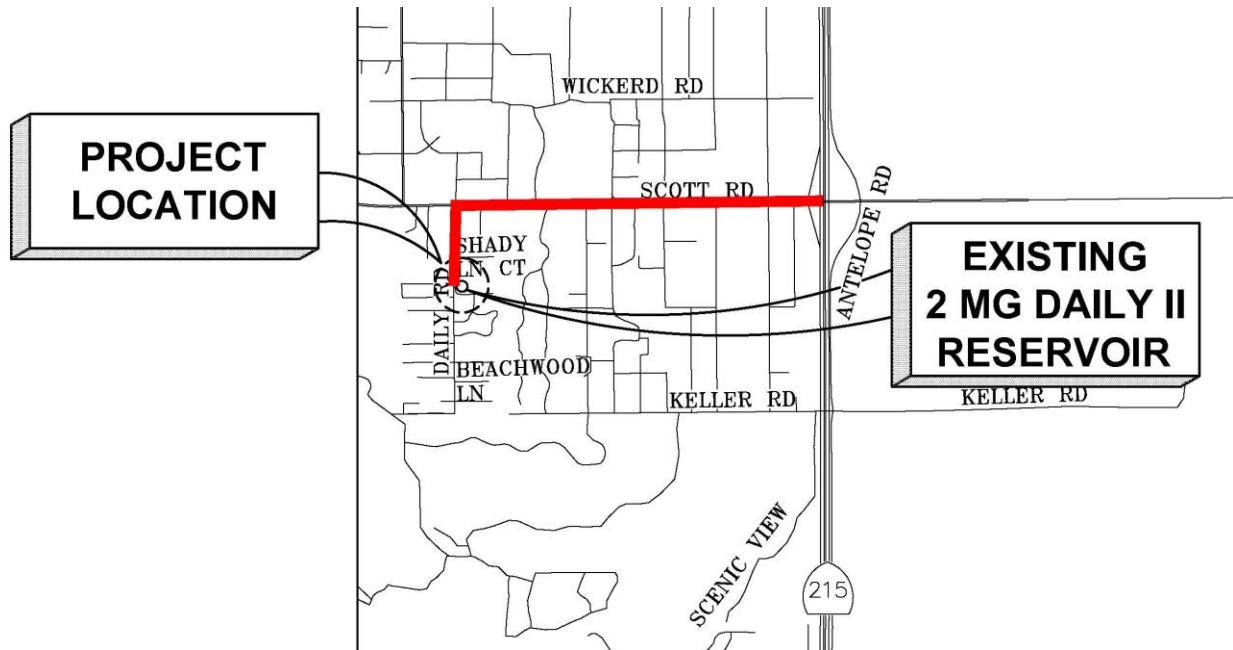 WICKERD RD
PROJECT
LOCATION
SCOTT RD
ANTELOPE RD
SHADY
LN CT
DAILY RD
EXISTING
2 MG DAILY II
RESERVOIR
BEACHWOOD
LN
KELLER RD
KELLER RD
SCENIC VIEW
215